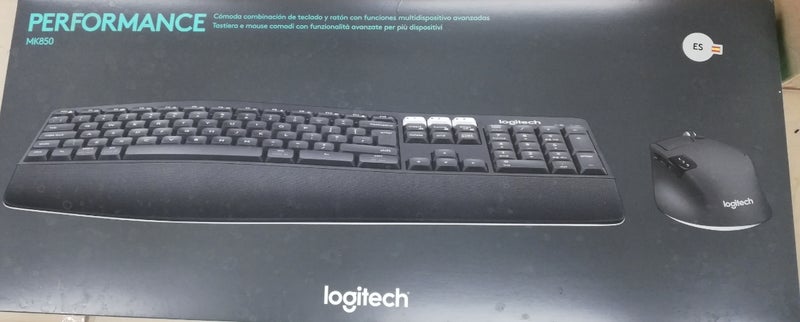 PERFORMANCE
MK850
Cómoda combinación de teclado y ratón con funciones multidispositivo avanzadas
Tastiera e mouse comodi con funzionalità avanzate per più dispositivi
ES
logitech
logitech
logitech